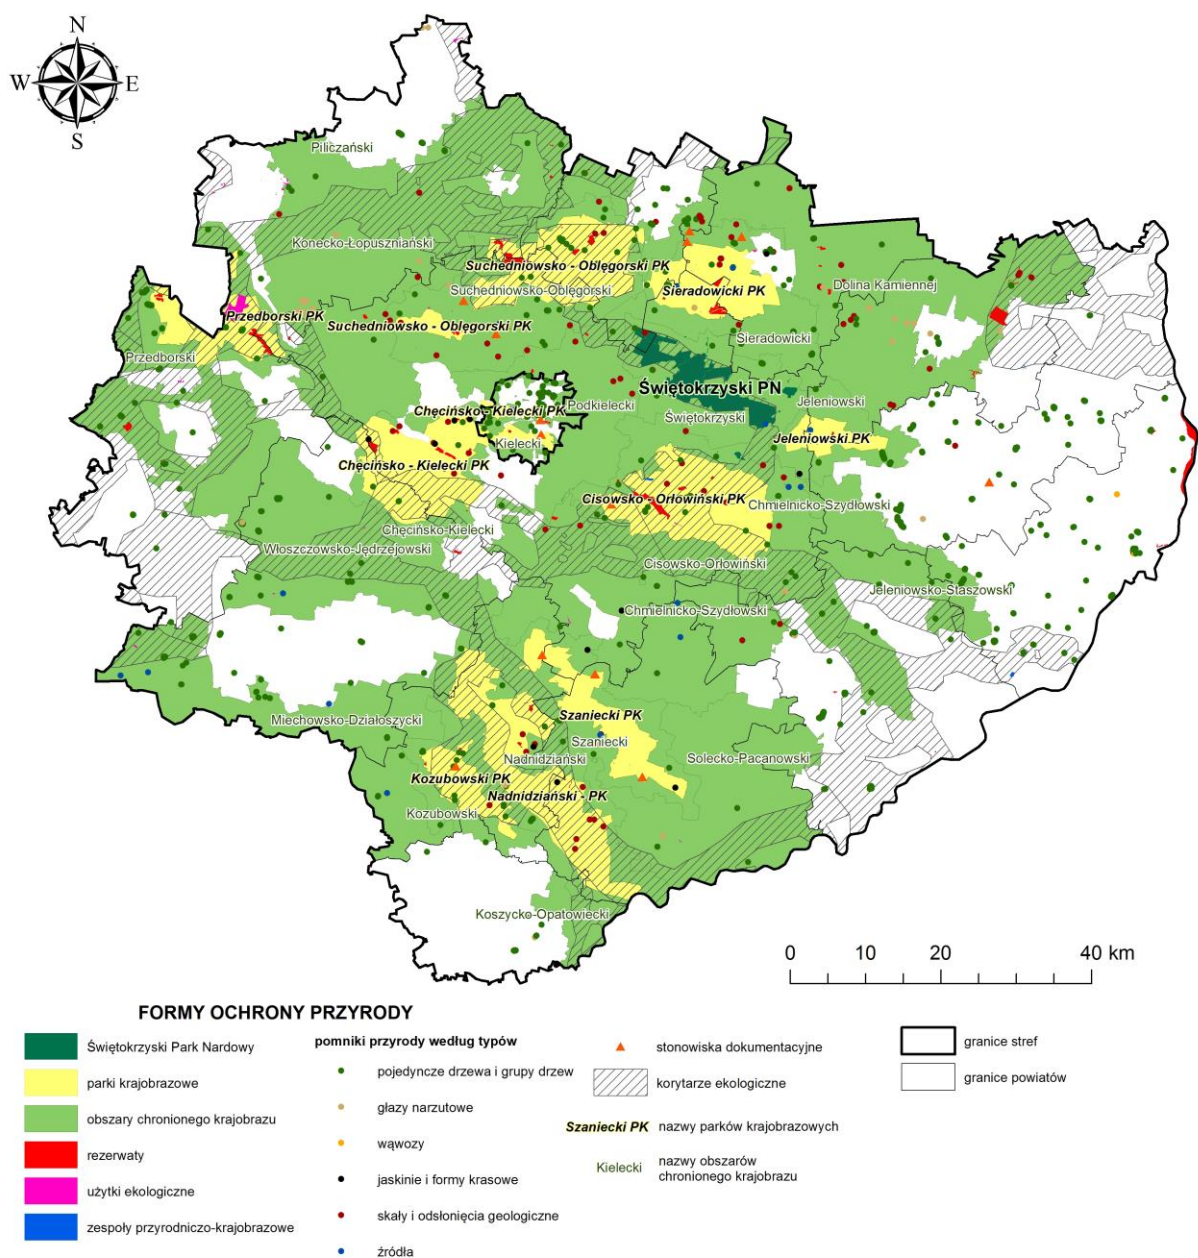 N
W E
S
Piliczański
Konecko-Łopuszniański
Suchedniowsko - Oblęgorski PK
Suchedniowsko-Oblęgorski
Sieradowicki PK
Dolina Kamiennej
Przedborski PK
Suchedniowsko - Oblęgorski PK
Sieradowicki
Przedborski
Świętokrzyski PN
Jeleniowski
Chęcińsko - Kielecki PK
Podkielecki
Świętokrzyski
Kielecki
Jeleniowski PK
Chęcińsko - Kielecki PK
Cisowsko - Orłowiński PK
Chmielnicko-Szydłowski
Chęcińsko-Kielecki
Włoszczowsko-Jędrzejowski
Cisowsko-Orłowiński
Jeleniowsko-Staszowski
Chmielnicko-Szydłowski
Miechowsko-Działoszycki
Szaniecki PK
Szaniecki
Nadnidziański
Solecko-Pacanowski
Kozubowski PK
Nadnidziański - PK
Kozubowski
Koszycko-Opatowiecki
0 10 20 40 km
FORMY OCHRONY PRZYRODY
Świętokrzyski Park Nardowy
parki krajobrazowe
obszary chronionego krajobrazu
rezerwaty
użytki ekologiczne
zespoły przyrodniczo-krajobrazowe
pomniki przyrody według typów
pojedyncze drzewa i grupy drzew
głazy narzutowe
wąwozy
jaskinie i formy krasowe
skały i odsłonięcia geologiczne
źródła
stonowiska dokumentacyjne
korytarze ekologiczne
Szaniecki PK nazwy parków krajobrazowych
Kielecki nazwy obszarów
chronionego krajobrazu
granice stref
granice powiatów